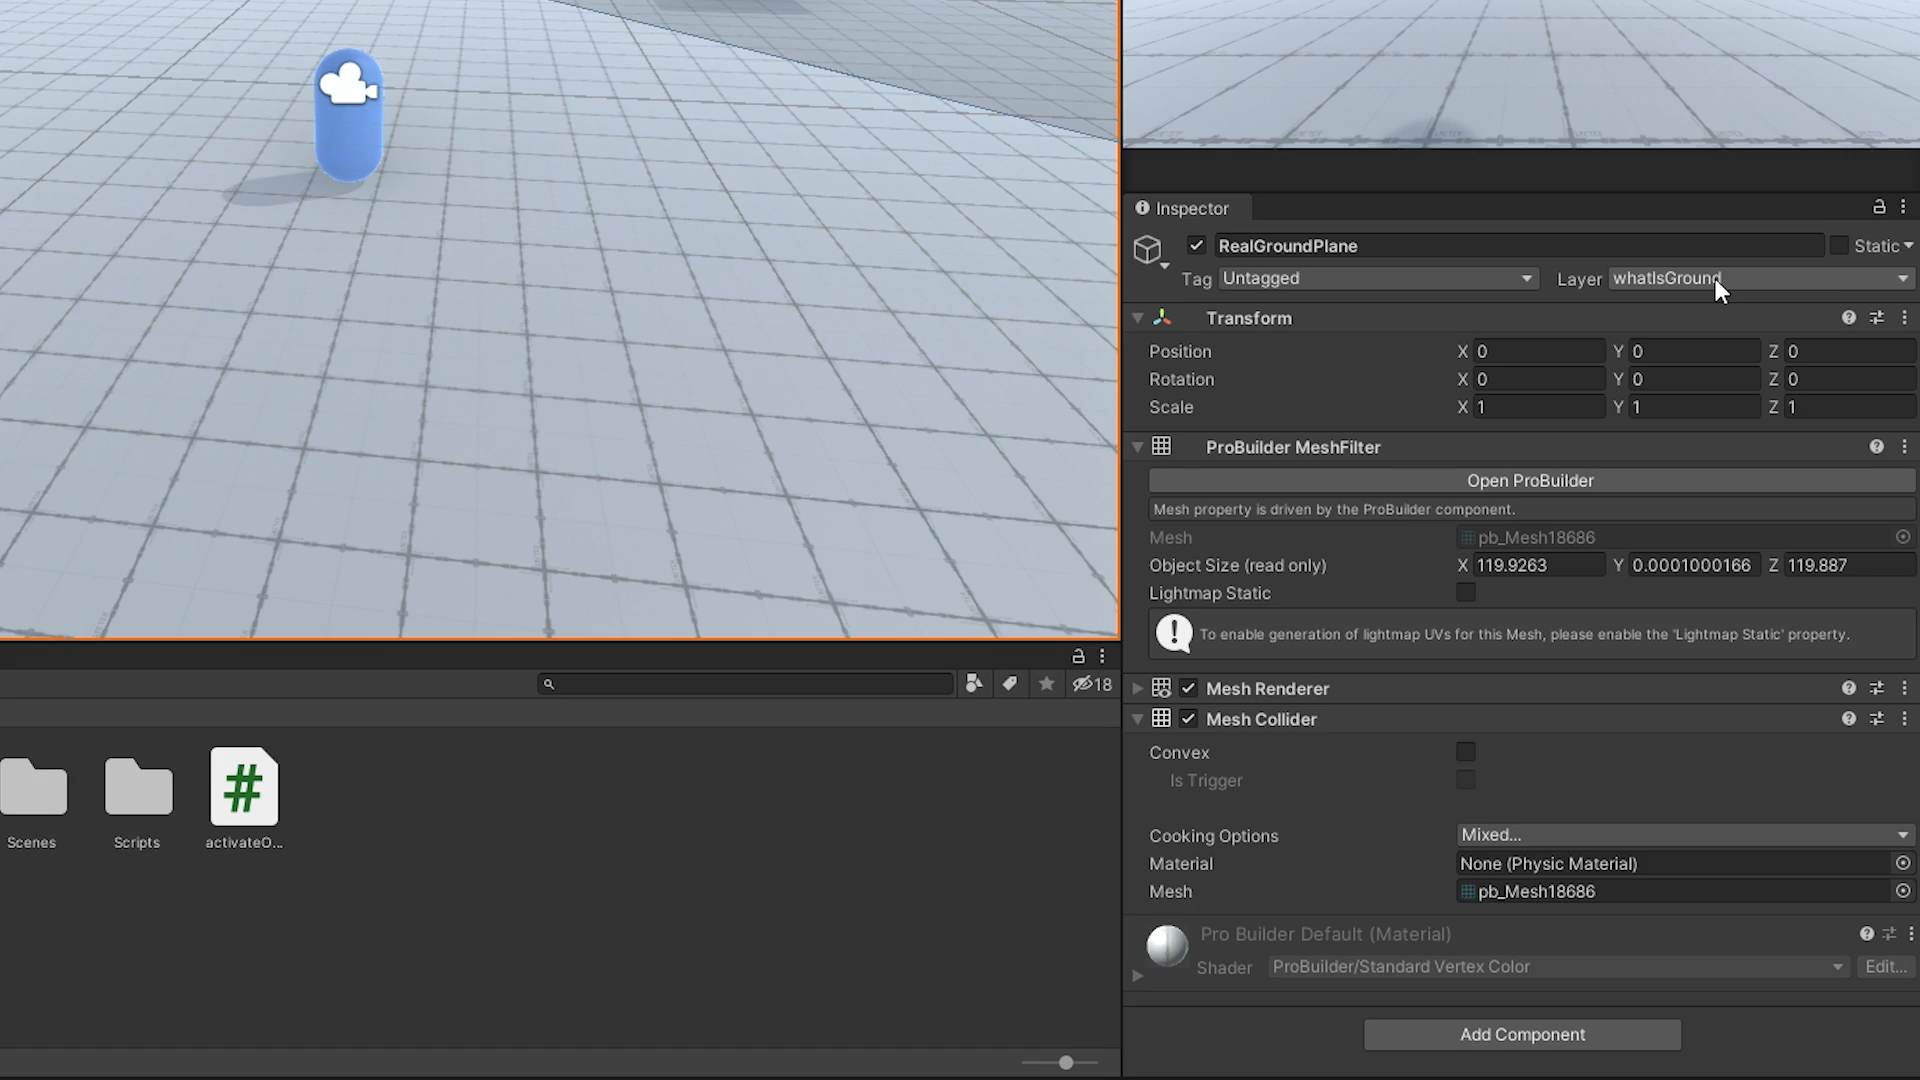 Inspector
RealGroundPlane
Static
Tag Untagged
Layer whatIsGround
Transform
Position X 0 Y 0 Z 0
Rotation X 0 Y 0 Z 0
Scale X 1 Y 1 Z 1
ProBuilder MeshFilter
Open ProBuilder
Mesh property is driven by the ProBuilder component.
Mesh pb_Mesh18686
Object Size (read only) X 119.9263 Y 0.0001000166 Z 119.887
Lightmap Static
To enable generation of lightmap UVs for this Mesh, please enable the 'Lightmap Static' property.
Mesh Renderer
Mesh Collider
Convex
Is Trigger
Cooking Options Mixed...
Material None (Physic Material)
Mesh pb_Mesh18686
Pro Builder Default (Material)
Shader ProBuilder/Standard Vertex Color Edit...
Add Component
18
Scenes
Scripts
activateO...